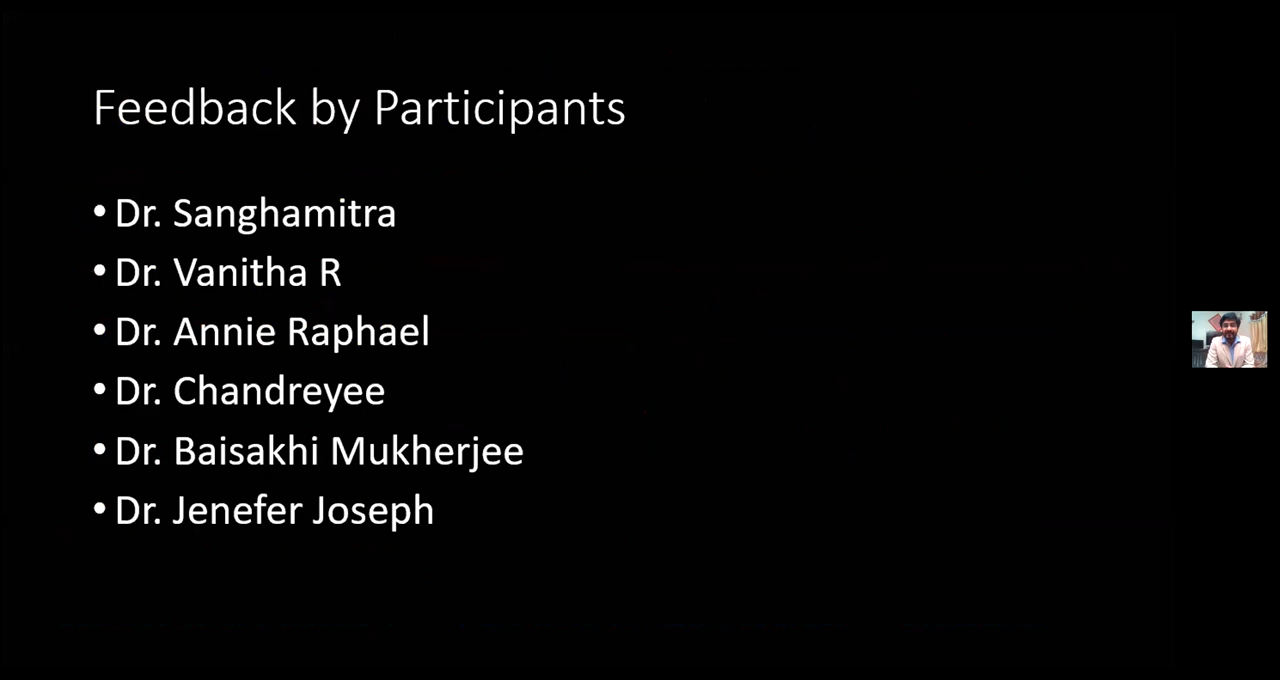 Feedback by Participants
• Dr. Sanghamitra
• Dr. Vanitha R
• Dr. Annie Raphael
• Dr. Chandreyee
• Dr. Baisakhi Mukherjee
• Dr. Jenefer Joseph